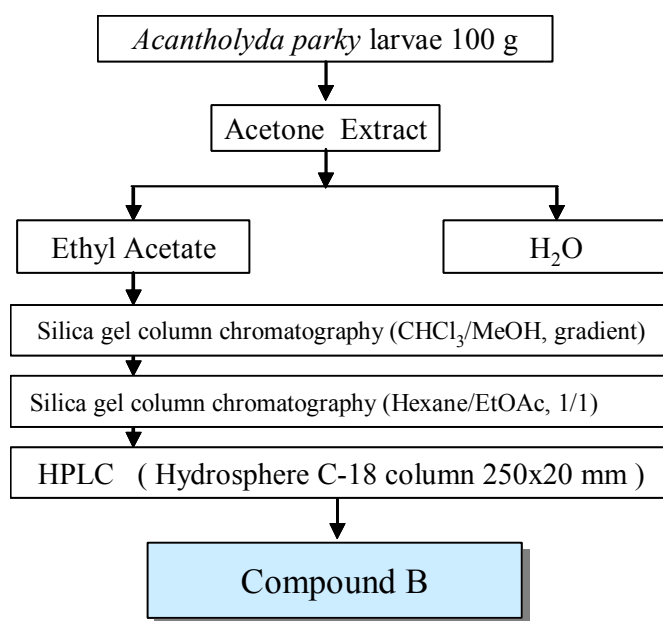 Acantholyda parky larvae 100 g
Acetone Extract
Ethyl Acetate
H₂O
Silica gel column chromatography (CHCl₃/MeOH, gradient)
Silica gel column chromatography (Hexane/EtOAc, 1/1)
HPLC ( Hydrosphere C-18 column 250x20 mm )
Compound B